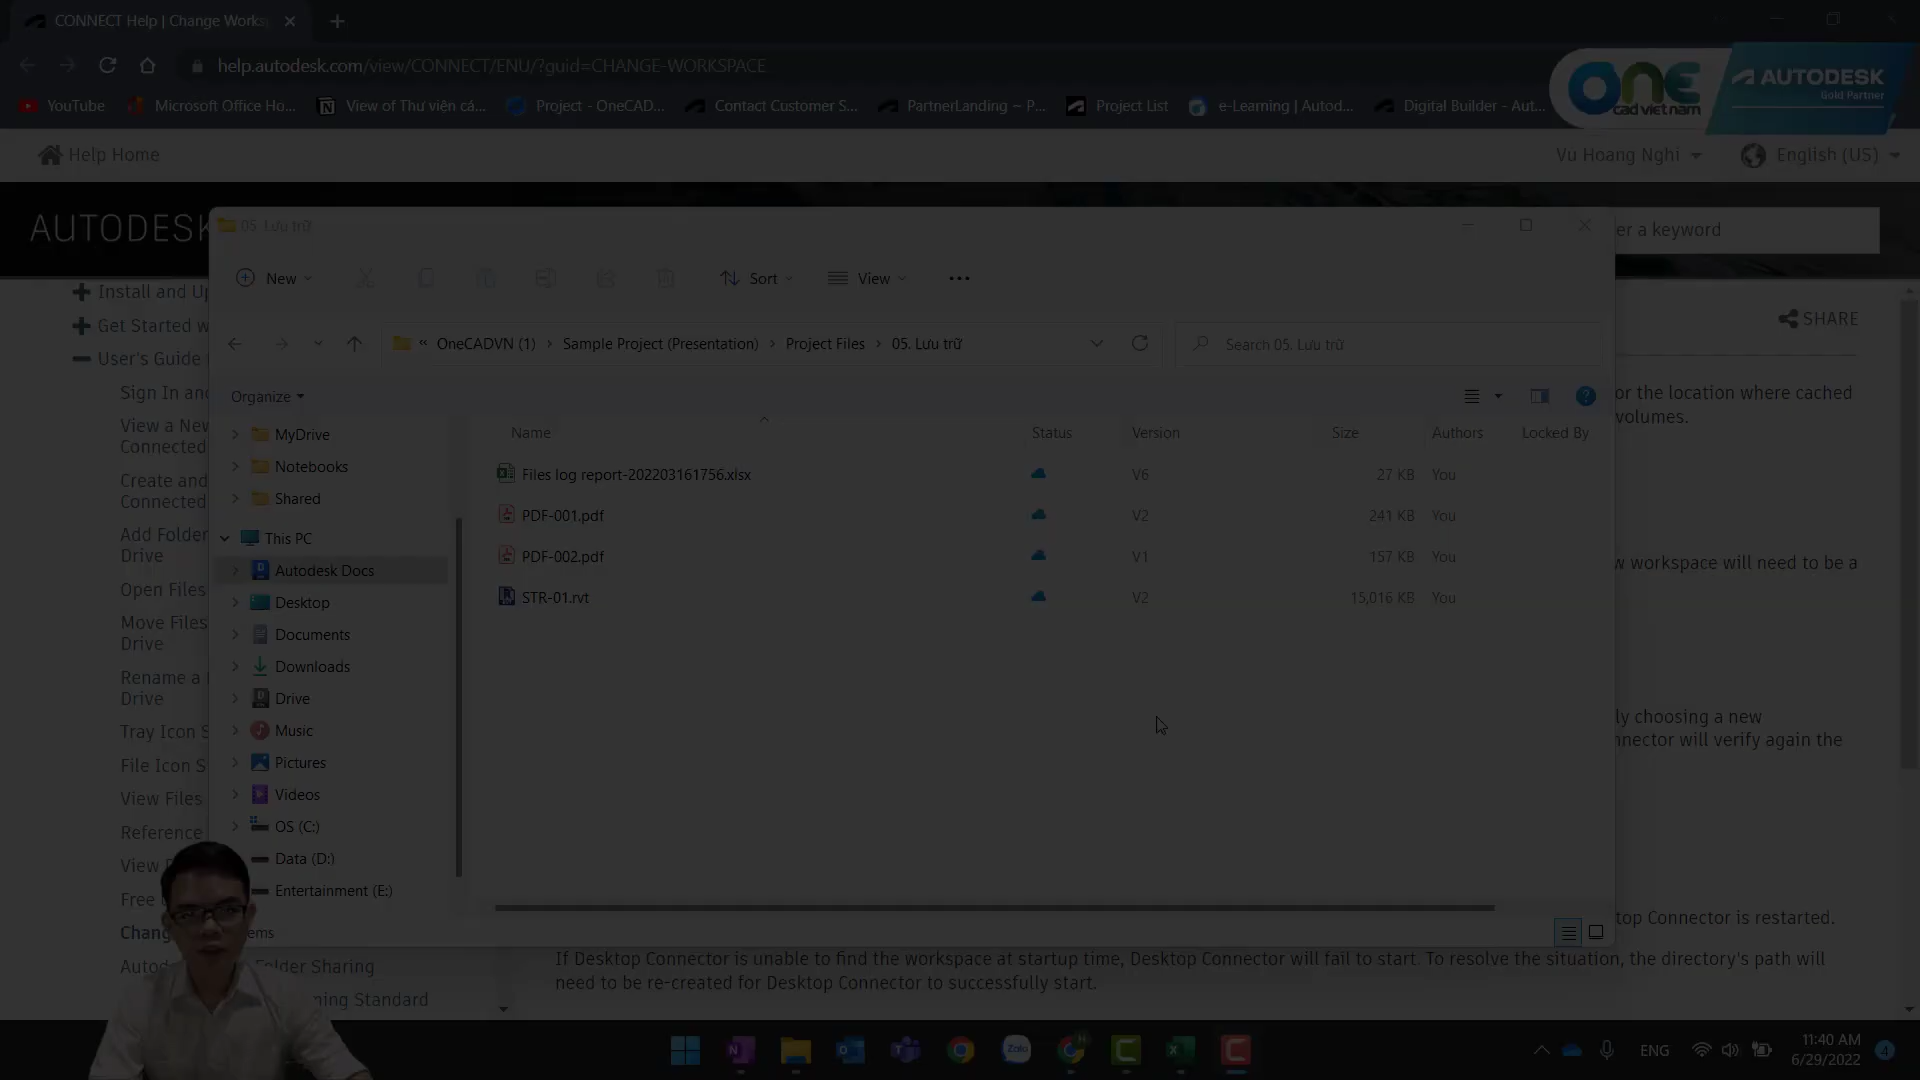 CONNECT Help | Change Works
help.autodesk.com/view/CONNECT/ENU/?guid=CHANGE-WORKSPACE
YouTube
Microsoft Office Ho...
View of Thư viện cá...
Project - OneCAD...
Contact Customer S...
PartnerLanding – P...
Project List
e-Learning | Autod...
Digital Builder - Aut...
ONE
cad việt nam
AUTODESK
Gold Partner
Help Home
Vu Hoang Nghi
English (US)
AUTODESK
er a keyword
05. Lưu trữ
New
Sort
View
OneCADVN (1) › Sample Project (Presentation) › Project Files › 05. Lưu trữ
Search 05. Lưu trữ
Organize
MyDrive
Notebooks
Shared
This PC
Autodesk Docs
Desktop
Documents
Downloads
Drive
Music
Pictures
Videos
OS (C:)
Data (D:)
Entertainment (E:)
ems
Name Status Version Size Authors Locked By
Files log report-202203161756.xlsx V6 27 KB You
PDF-001.pdf V2 241 KB You
PDF-002.pdf V1 157 KB You
STR-01.rvt V2 15,016 KB You
Install and Up
Get Started w
User's Guide
Sign In and
View a New
Connected
Create and
Connected
Add Folder
Drive
Open Files
Move Files
Drive
Rename a
Drive
Tray Icon S
File Icon S
View Files
Reference
View
Free
Chang
Autod
Folder Sharing
ming Standard
SHARE
or the location where cached
volumes.
w workspace will need to be a
ly choosing a new
nnector will verify again the
top Connector is restarted.
If Desktop Connector is unable to find the workspace at startup time, Desktop Connector will fail to start. To resolve the situation, the directory's path will
need to be re-created for Desktop Connector to successfully start.
Zalo
ENG
11:40 AM
6/29/2022
4